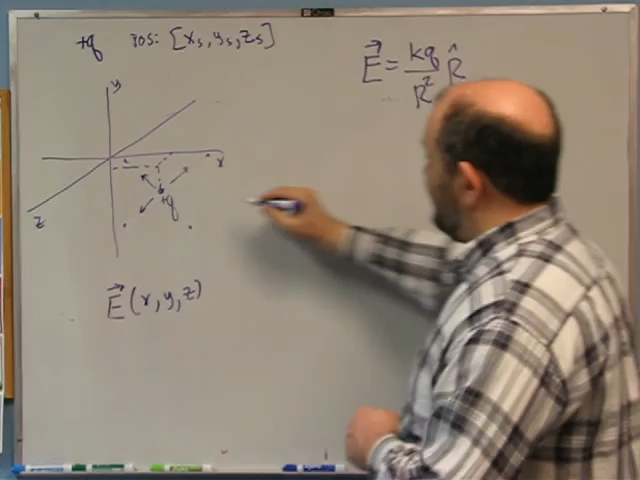 +q pos: [xs, ys, zs]
E⃗ = kq/R² R̂
y
x
z
+q
E⃗(x,y,z)